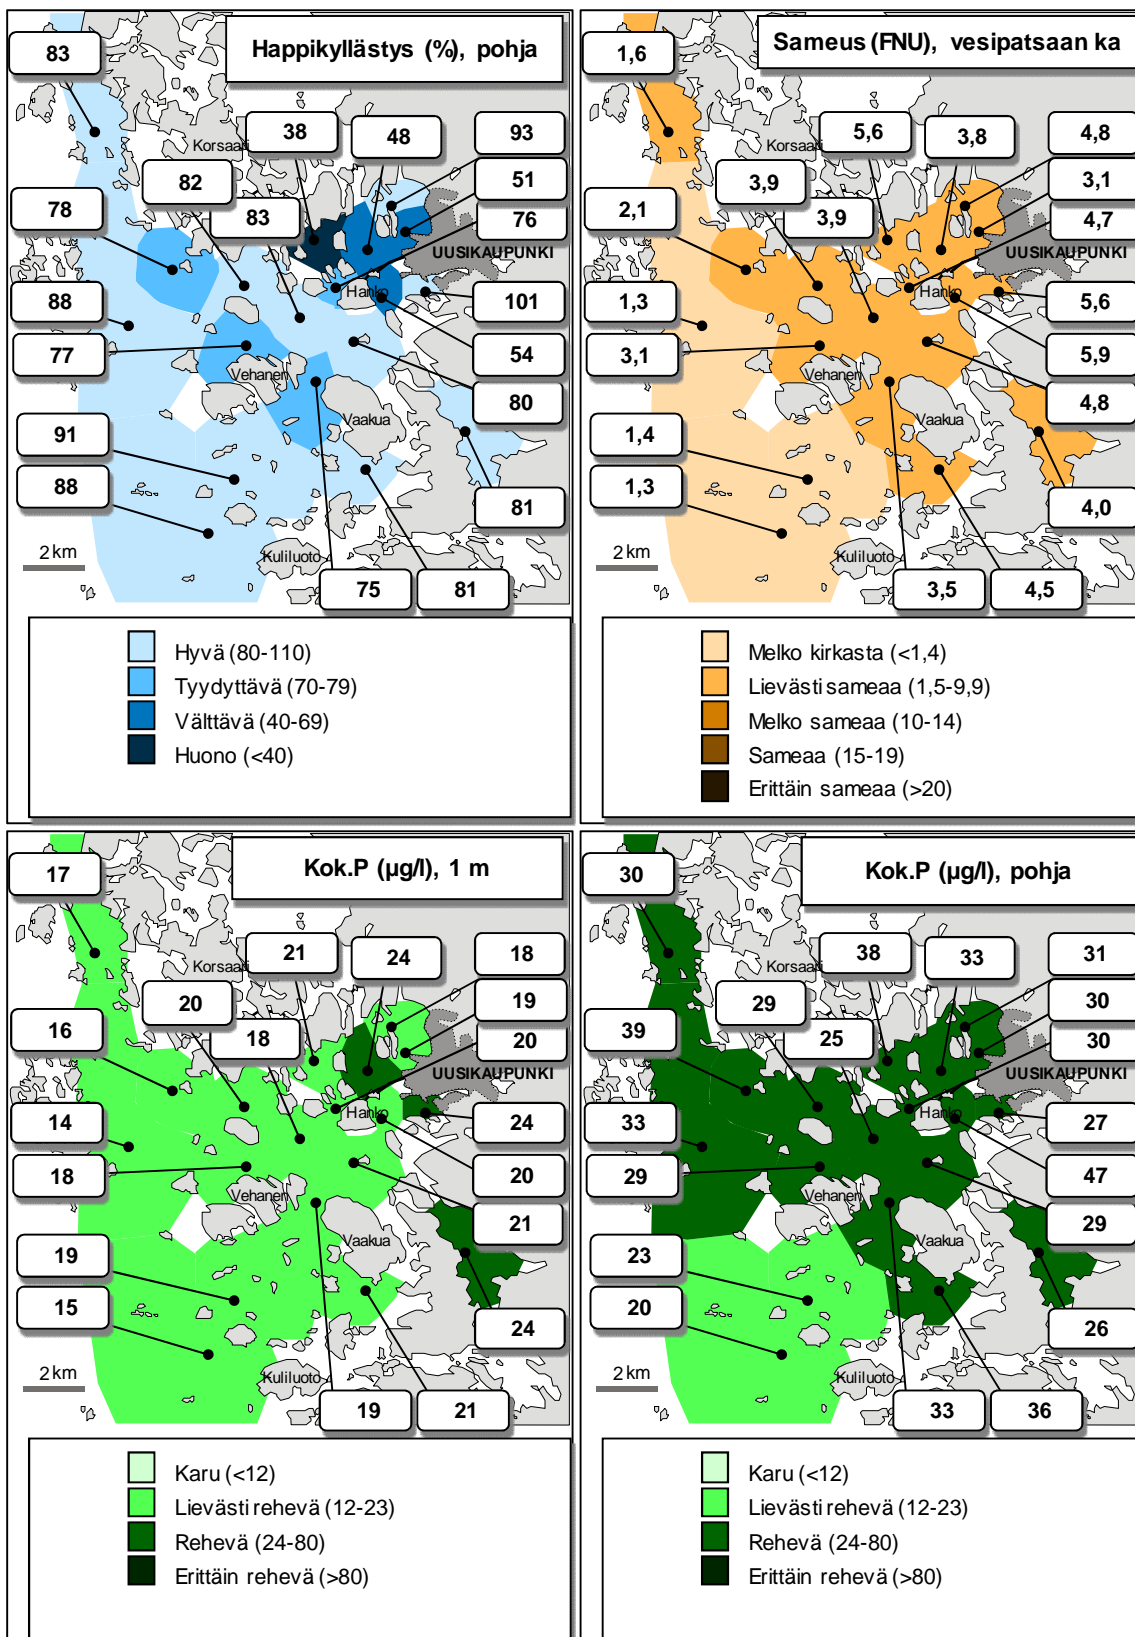 Happikyllästys (%), pohja
83
38
48
93
Korsaari
82
51
78
83
76
UUSIKAUPUNKI
Hanko
88
101
77
54
Vehanen
80
Vaakua
91
88
81
2 km
Kuliluoto
75
81
Hyvä (80-110)
Tyydyttävä (70-79)
Välttävä (40-69)
Huono (<40)
Sameus (FNU), vesipatsaan ka
1,6
5,6
3,8
4,8
Korsaari
3,9
3,1
2,1
3,9
4,7
UUSIKAUPUNKI
Hanko
1,3
5,6
3,1
5,9
Vehanen
4,8
Vaakua
1,4
1,3
4,0
2 km
Kuliluoto
3,5
4,5
Melko kirkasta (<1,4)
Lievästi sameaa (1,5-9,9)
Melko sameaa (10-14)
Sameaa (15-19)
Erittäin sameaa (>20)
Kok.P (µg/l), 1 m
17
21
24
18
Korsaari
20
19
16
18
20
UUSIKAUPUNKI
Hanko
14
24
18
20
Vehanen
21
Vaakua
19
15
24
2 km
Kuliluoto
19
21
Karu (<12)
Lievästi rehevä (12-23)
Rehevä (24-80)
Erittäin rehevä (>80)
Kok.P (µg/l), pohja
30
38
33
31
Korsaari
29
30
39
25
30
UUSIKAUPUNKI
Hanko
33
27
29
47
Vehanen
29
Vaakua
23
20
26
2 km
Kuliluoto
33
36
Karu (<12)
Lievästi rehevä (12-23)
Rehevä (24-80)
Erittäin rehevä (>80)